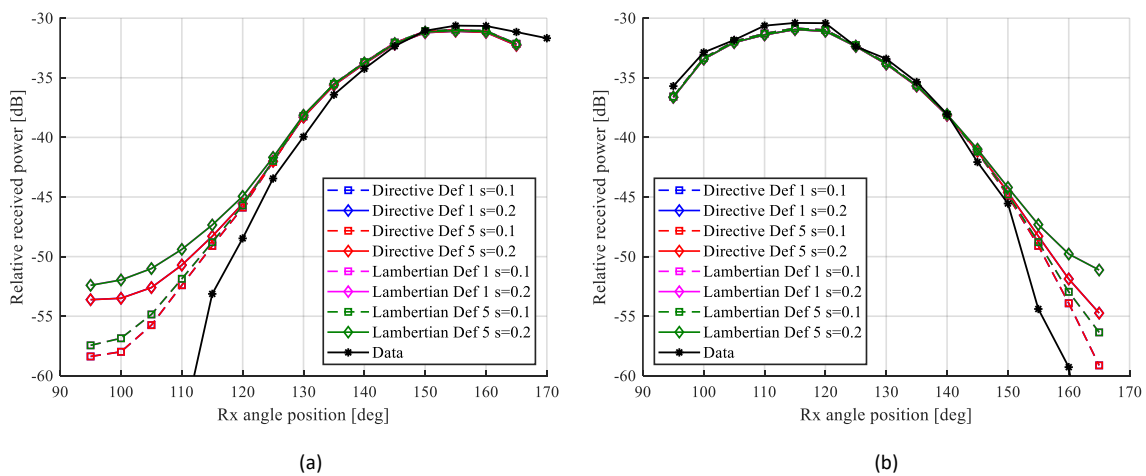 -30
-35
-40
-45
-50
-55
-60
90
100
110
120
130
140
150
160
170
Relative received power [dB]
Rx angle position [deg]
Directive Def 1 s=0.1
Directive Def 1 s=0.2
Directive Def 5 s=0.1
Directive Def 5 s=0.2
Lambertian Def 1 s=0.1
Lambertian Def 1 s=0.2
Lambertian Def 5 s=0.1
Lambertian Def 5 s=0.2
Data
(a)
-30
-35
-40
-45
-50
-55
-60
90
100
110
120
130
140
150
160
170
Relative received power [dB]
Rx angle position [deg]
Directive Def 1 s=0.1
Directive Def 1 s=0.2
Directive Def 5 s=0.1
Directive Def 5 s=0.2
Lambertian Def 1 s=0.1
Lambertian Def 1 s=0.2
Lambertian Def 5 s=0.1
Lambertian Def 5 s=0.2
Data
(b)